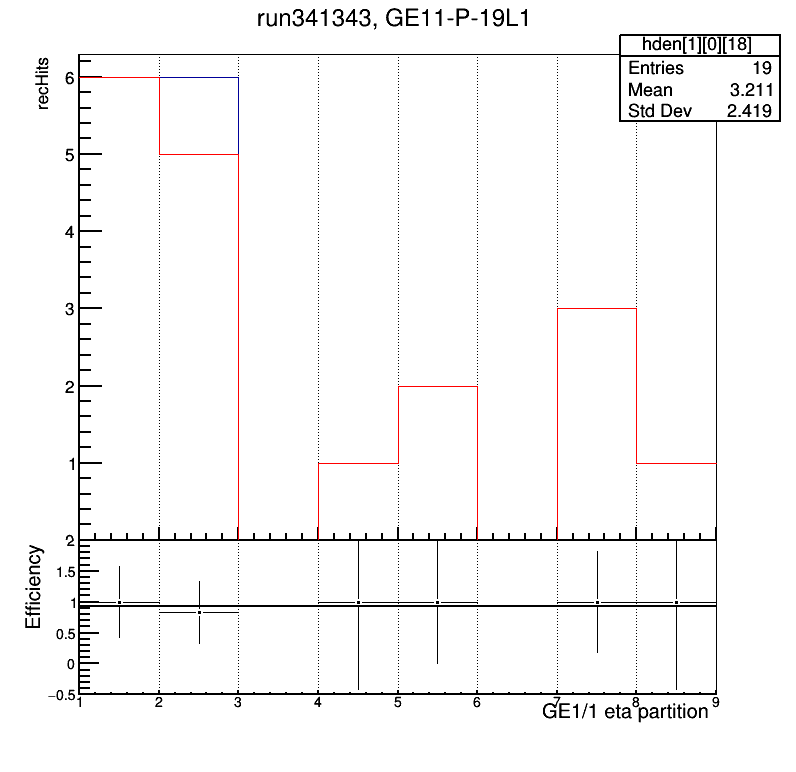 run341343, GE11-P-19L1
hden[1][0][18]
Entries 19
Mean 3.211
Std Dev 2.419
recHits
6
5
4
3
2
1
Efficiency
2
1.5
1
0.5
0
−0.5
1 2 3 4 5 6 7 8 9
GE1/1 eta partition